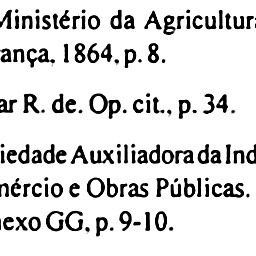 Ministério da Agricultur
ança, 1864, p. 8.
ar R. de. Op. cit., p. 34.
iedade Auxiliadora da Ind
mércio e Obras Públicas.
nexo GG, p. 9-10.